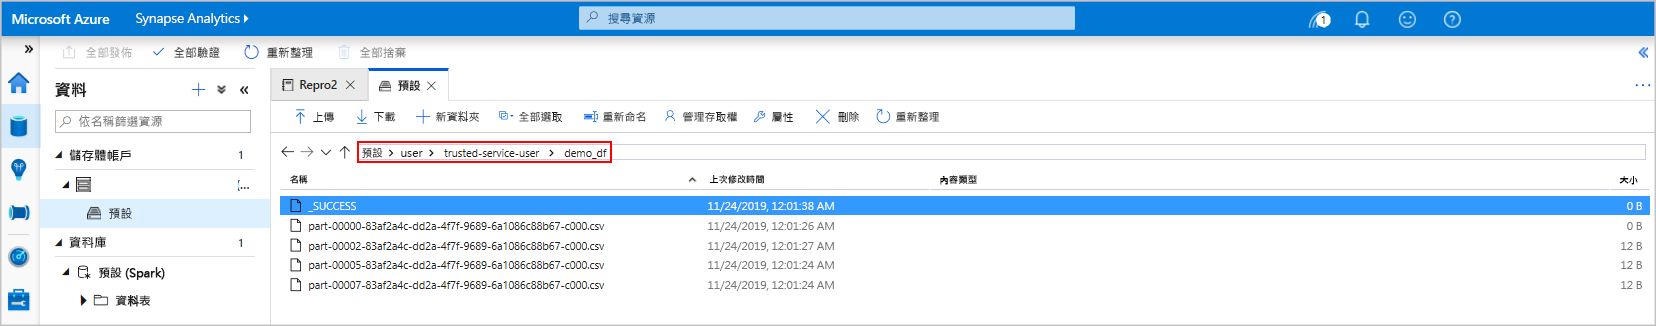 Microsoft Azure Synapse Analytics 搜尋資源 1
全部發佈 全部驗證 重新整理 全部捨棄
資料
Repro2 預設
依名稱篩選資源
上傳 下載 新資料夾 全部選取 重新命名 管理存取權 屬性 刪除 重新整理
儲存體帳戶 1
預設 user trusted-service-user demo_df
[...
名稱 上次修改時間 內容類型 大小
預設
_SUCCESS 11/24/2019, 12:01:38 AM 0 B
part-00000-83af2a4c-dd2a-4f7f-9689-6a1086c88b67-c000.csv 11/24/2019, 12:01:26 AM 0 B
資料庫 1
part-00002-83af2a4c-dd2a-4f7f-9689-6a1086c88b67-c000.csv 11/24/2019, 12:01:27 AM 12 B
預設 (Spark)
part-00005-83af2a4c-dd2a-4f7f-9689-6a1086c88b67-c000.csv 11/24/2019, 12:01:24 AM 12 B
資料表
part-00007-83af2a4c-dd2a-4f7f-9689-6a1086c88b67-c000.csv 11/24/2019, 12:01:24 AM 12 B